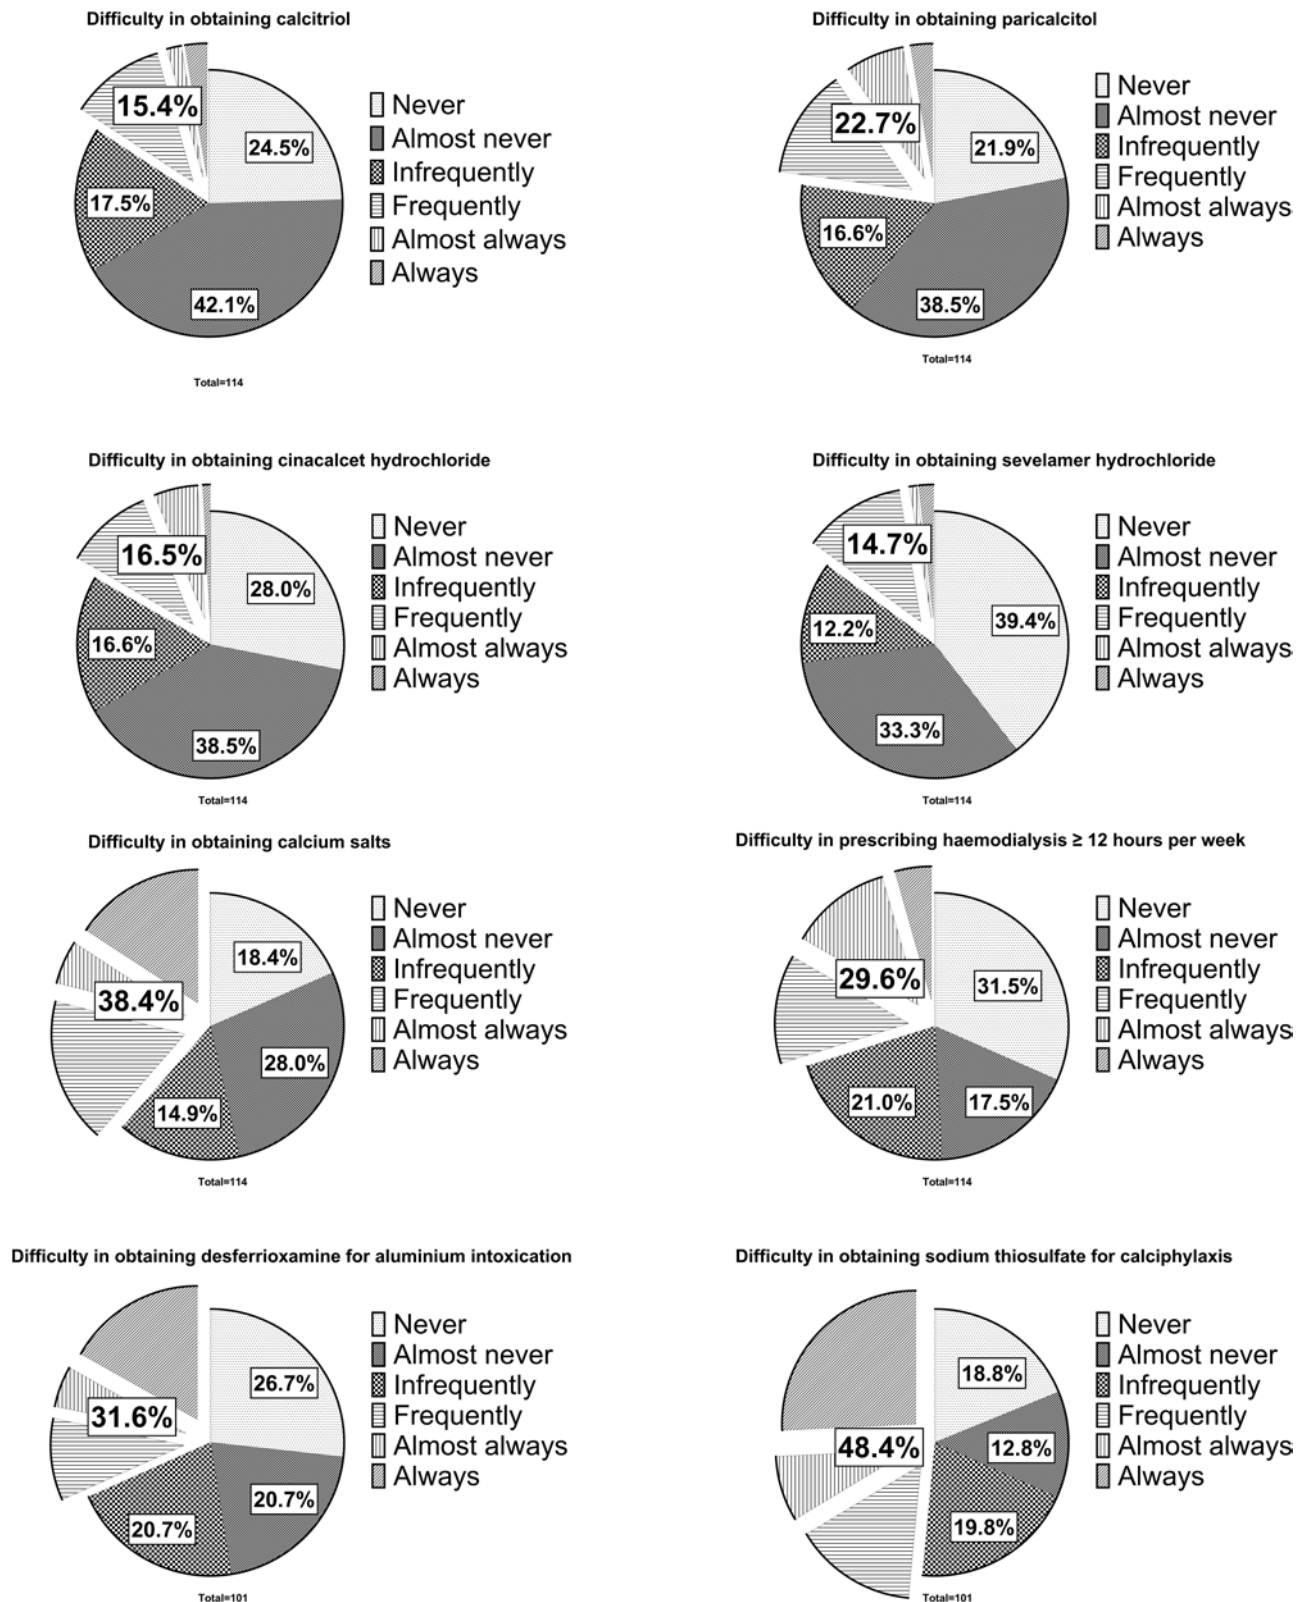 Difficulty in obtaining calcitriol
15.4%
24.5%
17.5%
42.1%
Never
Almost never
Infrequently
Frequently
Almost always
Always
Total=114
Difficulty in obtaining paricalcitol
22.7%
21.9%
16.6%
38.5%
Never
Almost never
Infrequently
Frequently
Almost always
Always
Total=114
Difficulty in obtaining cinacalcet hydrochloride
16.5%
28.0%
16.6%
38.5%
Never
Almost never
Infrequently
Frequently
Almost always
Always
Total=114
Difficulty in obtaining sevelamer hydrochloride
14.7%
39.4%
12.2%
33.3%
Never
Almost never
Infrequently
Frequently
Almost always
Always
Total=114
Difficulty in obtaining calcium salts
18.4%
38.4%
28.0%
14.9%
Never
Almost never
Infrequently
Frequently
Almost always
Always
Total=114
Difficulty in prescribing haemodialysis ≥ 12 hours per week
29.6%
31.5%
21.0%
17.5%
Never
Almost never
Infrequently
Frequently
Almost always
Always
Total=114
Difficulty in obtaining desferrioxamine for aluminium intoxication
26.7%
31.6%
20.7%
20.7%
Never
Almost never
Infrequently
Frequently
Almost always
Always
Total=101
Difficulty in obtaining sodium thiosulfate for calciphylaxis
18.8%
48.4%
12.8%
19.8%
Never
Almost never
Infrequently
Frequently
Almost always
Always
Total=101